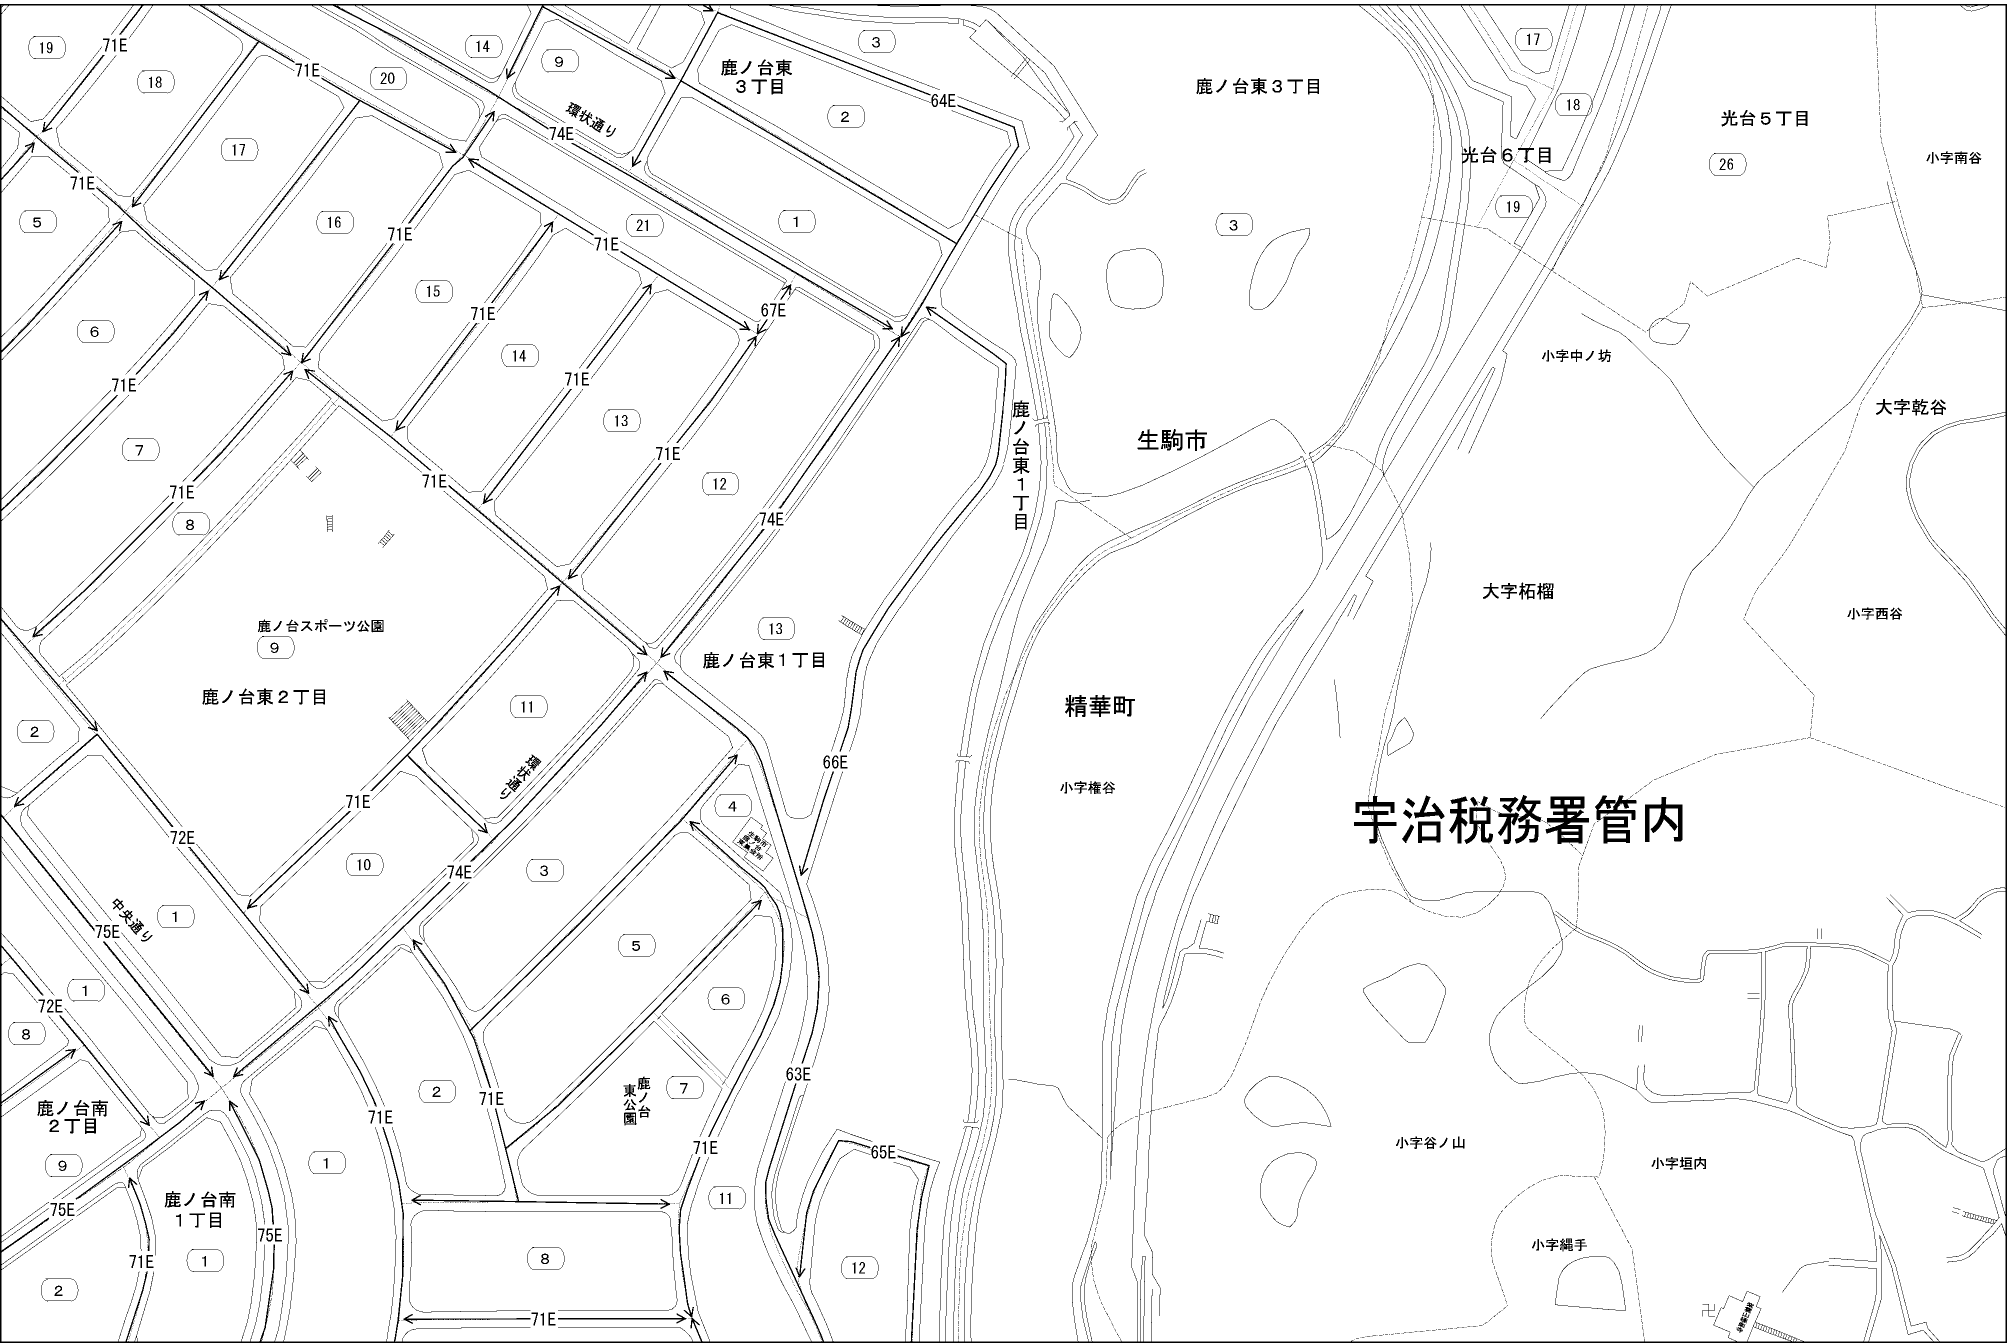 19
71E
18
71E
20
14
9
環状通り
74E
鹿ノ台東
3丁目
3
64E
2
鹿ノ台東3丁目
17
18
光台5丁目
光台6丁目
26
小字南谷
17
71E
5
16
71E
21
71E
1
3
19
15
6
71E
67E
14
71E
71E
13
小字中ノ坊
大字乾谷
鹿ノ台東1丁目
生駒市
7
71E
8
71E
71E
12
74E
大字柘榴
小字西谷
鹿ノ台スポーツ公園
9
鹿ノ台東2丁目
13
鹿ノ台東1丁目
2
11
環状通り
精華町
66E
小字権谷
宇治税務署管内
71E
4
72E
10
74E
3
中央通り
75E
1
5
72E
1
8
6
63E
2
71E
71E
鹿ノ台
東公園
7
71E
鹿ノ台南
2丁目
9
1
65E
11
小字谷ノ山
小字垣内
75E
鹿ノ台南
1丁目
75E
71E
1
8
12
小字縄手
2
71E